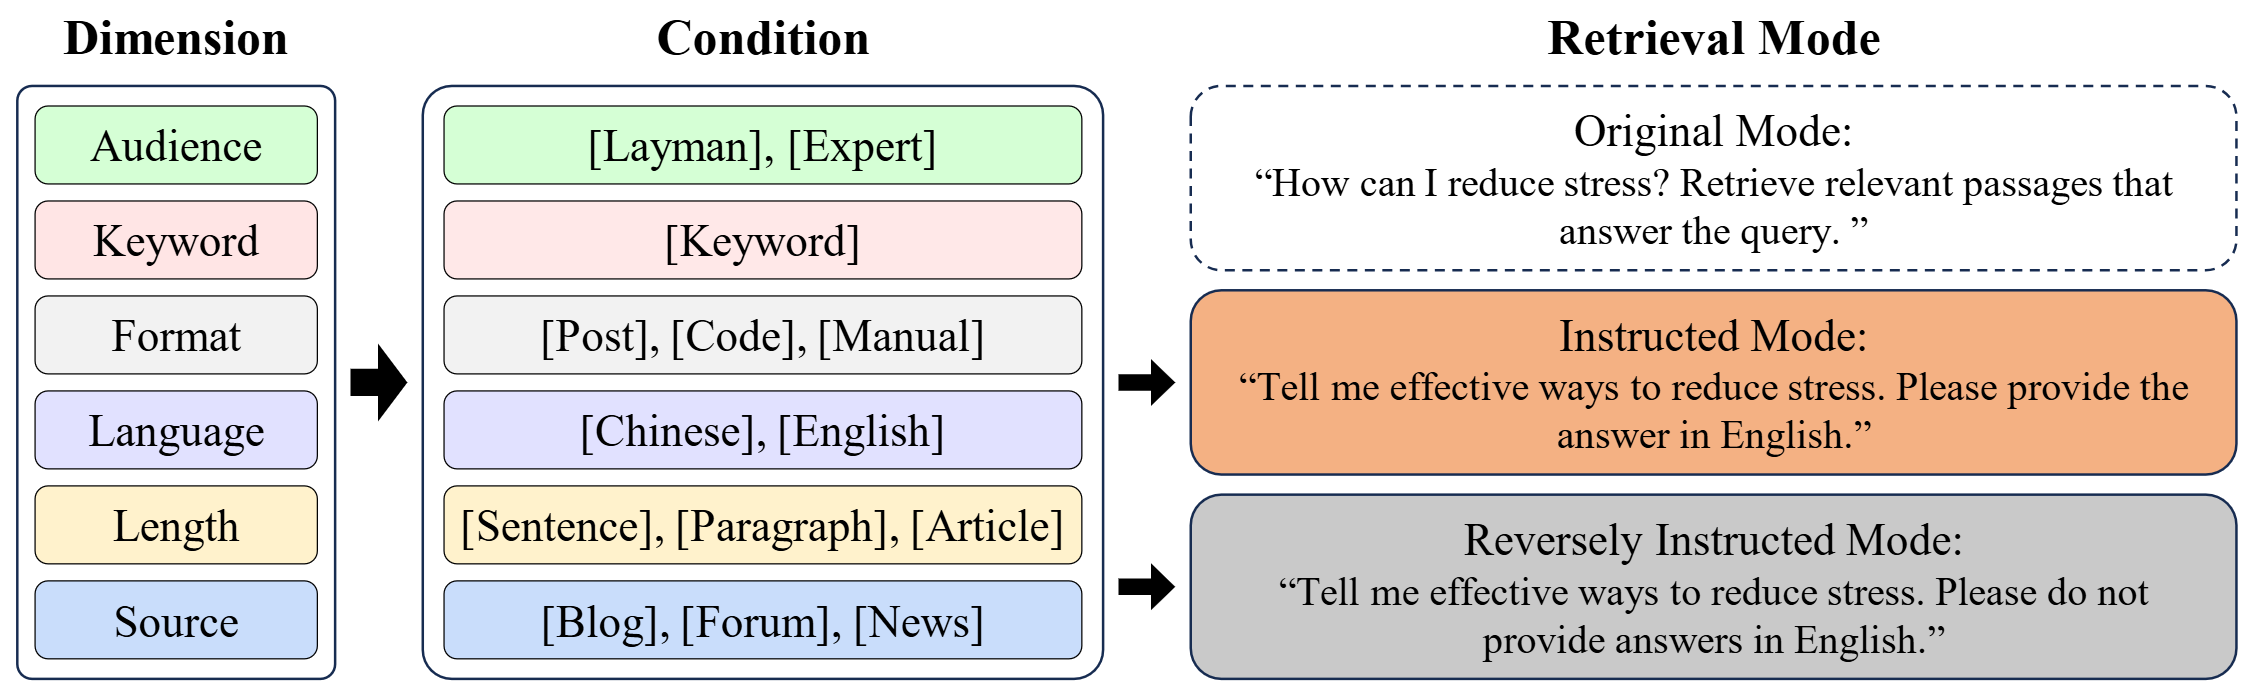 Dimension
Audience
Keyword
Format
Language
Length
Source
Condition
[Layman], [Expert]
[Keyword]
[Post], [Code], [Manual]
[Chinese], [English]
[Sentence], [Paragraph], [Article]
[Blog], [Forum], [News]
Retrieval Mode
Original Mode:
“How can I reduce stress? Retrieve relevant passages that
answer the query. ”
Instructed Mode:
“Tell me effective ways to reduce stress. Please provide the
answer in English.”
Reversely Instructed Mode:
“Tell me effective ways to reduce stress. Please do not
provide answers in English.”